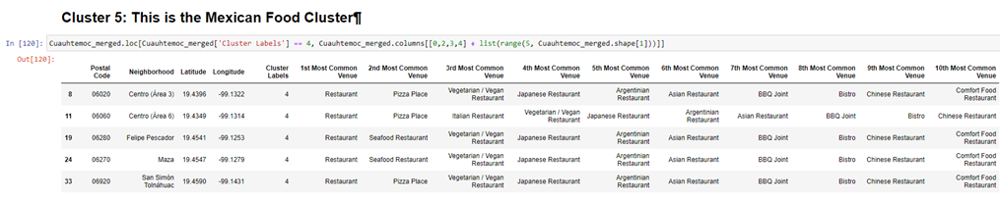 Cluster 5: This is the Mexican Food Cluster¶
In [120]: Cuauhtemoc_merged.loc[Cuauhtemoc_merged['Cluster Labels'] == 4, Cuauhtemoc_merged.columns[[0,2,3,4] + list(range(5, Cuauhtemoc_merged.shape[1]))]]
Out[120]:
Postal Code Neighborhood Latitude Longitude Cluster Labels 1st Most Common Venue 2nd Most Common Venue 3rd Most Common Venue 4th Most Common Venue 5th Most Common Venue 6th Most Common Venue 7th Most Common Venue 8th Most Common Venue 9th Most Common Venue 10th Most Common Venue
8 06020 Centro (Área 3) 19.4396 -99.1322 4 Restaurant Pizza Place Vegetarian / Vegan Restaurant Japanese Restaurant Argentinian Restaurant Asian Restaurant BBQ Joint Bistro Chinese Restaurant Comfort Food Restaurant
11 06060 Centro (Área 6) 19.4349 -99.1314 4 Restaurant Pizza Place Italian Restaurant Vegetarian / Vegan Restaurant Japanese Restaurant Argentinian Restaurant Asian Restaurant BBQ Joint Bistro Chinese Restaurant
19 06280 Felipe Pescador 19.4541 -99.1253 4 Restaurant Seafood Restaurant Vegetarian / Vegan Restaurant Japanese Restaurant Argentinian Restaurant Asian Restaurant BBQ Joint Bistro Chinese Restaurant Comfort Food Restaurant
24 06270 Maza 19.4547 -99.1279 4 Restaurant Seafood Restaurant Vegetarian / Vegan Restaurant Japanese Restaurant Argentinian Restaurant Asian Restaurant BBQ Joint Bistro Chinese Restaurant Comfort Food Restaurant
33 06920 San Simón Tolnáhuac 19.4590 -99.1431 4 Restaurant Pizza Place Vegetarian / Vegan Restaurant Japanese Restaurant Argentinian Restaurant Asian Restaurant BBQ Joint Bistro Chinese Restaurant Comfort Food Restaurant